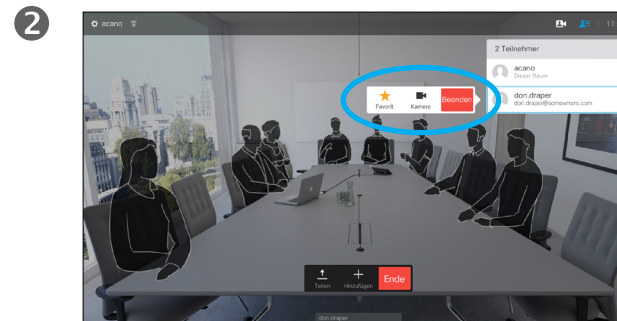 2
acano
11:
2 Teilnehmer
acano
Dieser Raum
don.draper
don.draper@somewhere.com
Favorit
Kamera
Beenden
Teilen
Hinzufügen
Ende
don.draper